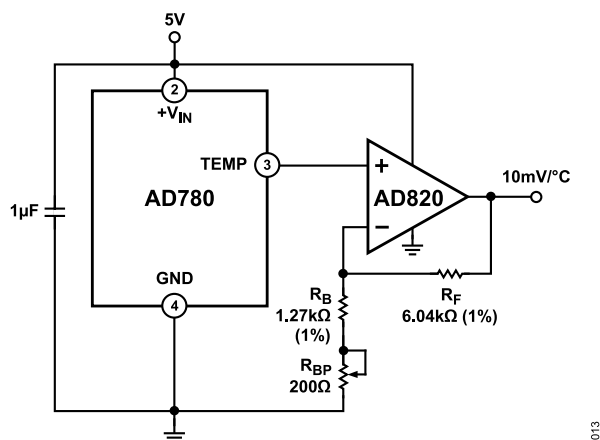 5V
2
+VIN
TEMP
3
+
AD820
−
10mV/°C
AD780
1µF
GND
4
RB
1.27kΩ
(1%)
RF
6.04kΩ (1%)
RBP
200Ω
013